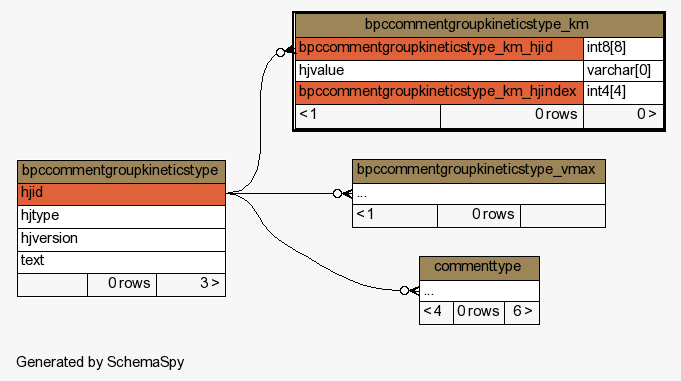 bpccommentgroupkineticstype_km
bpccommentgroupkineticstype_km_hjid int8[8]
hjvalue varchar[0]
bpccommentgroupkineticstype_km_hjindex int4[4]
< 1 0 rows 0 >
bpccommentgroupkineticstype
hjid
hjtype
hjversion
text
0 rows 3 >
bpccommentgroupkineticstype_vmax
...
< 1 0 rows
commenttype
...
< 4 0 rows 6 >
Generated by SchemaSpy